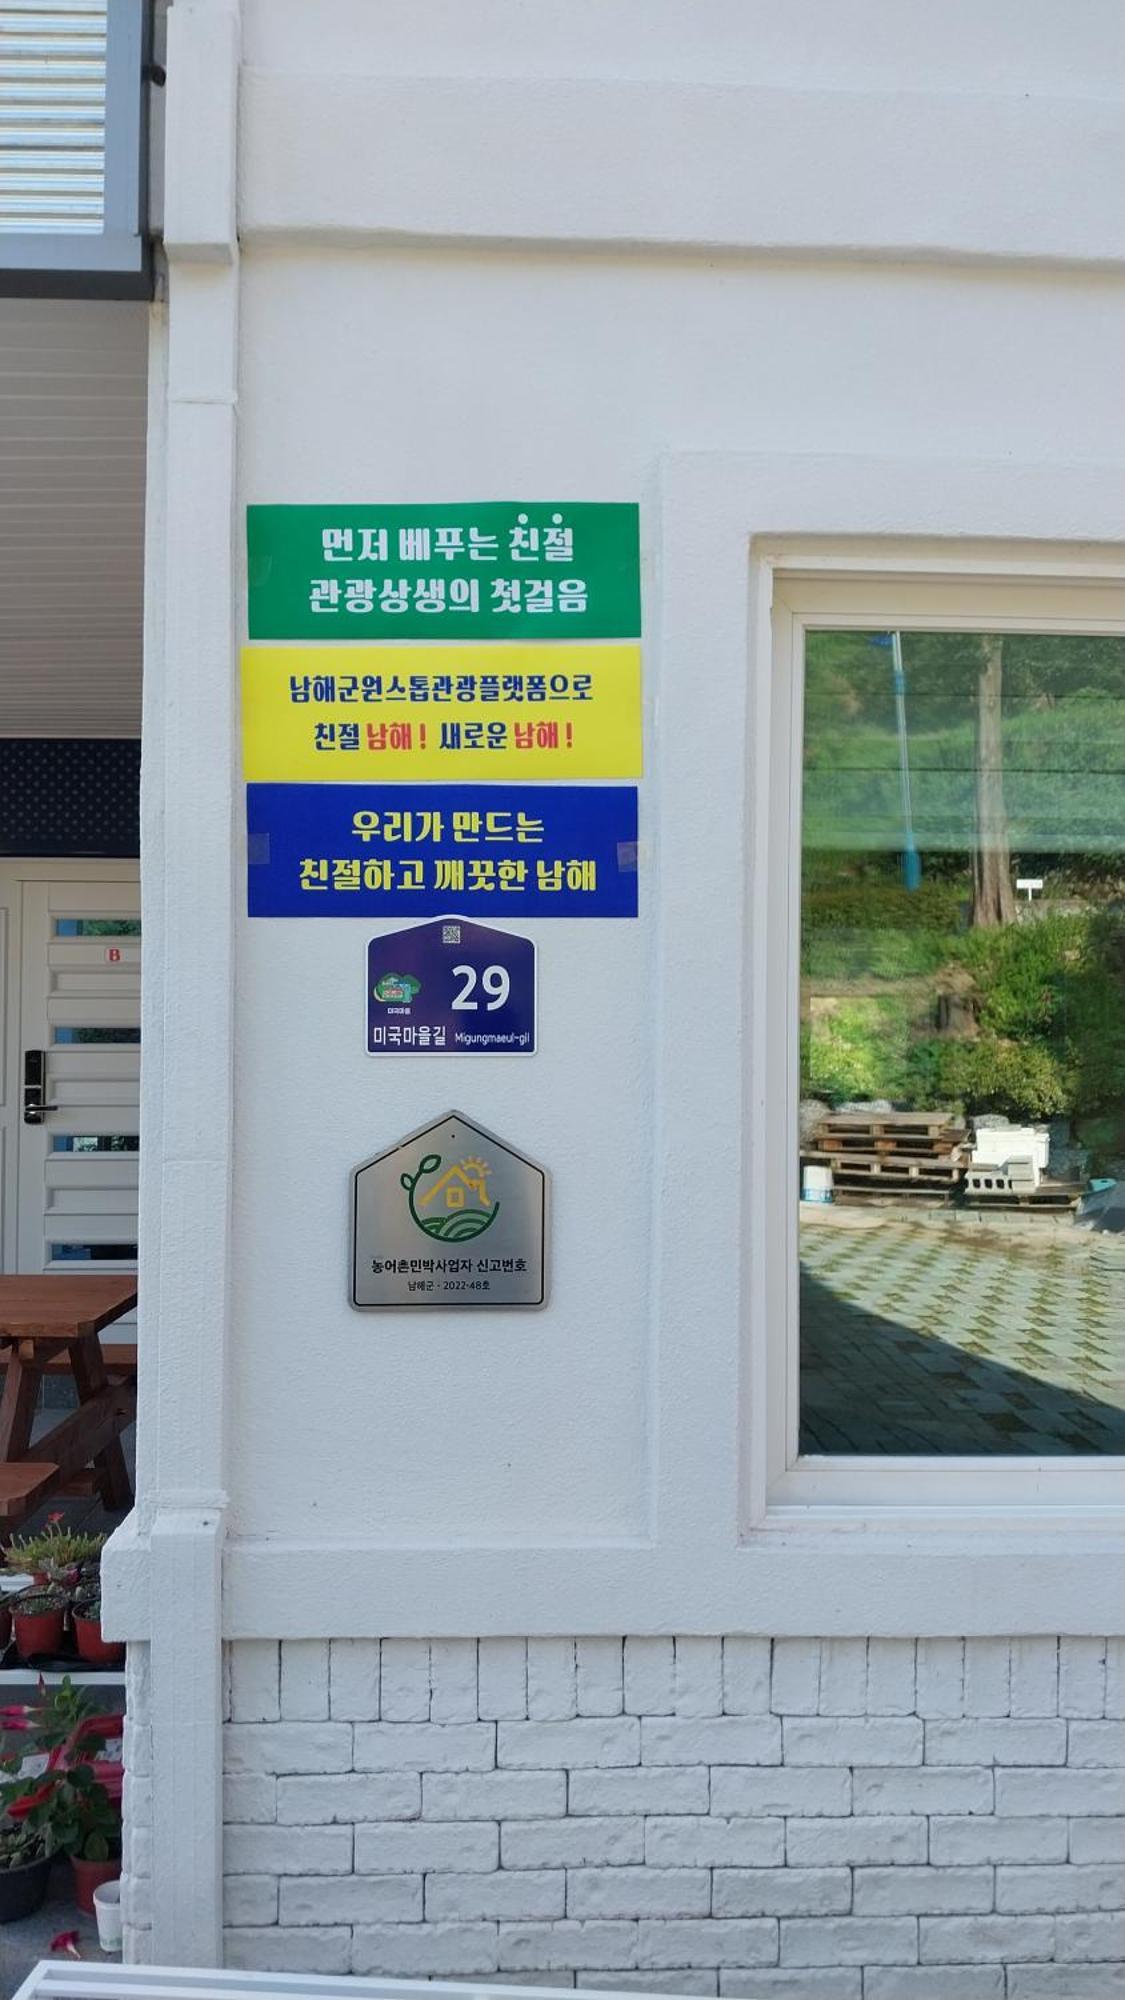 먼저 베푸는 친절
관광상생의 첫걸음
남해군원스톱관광플랫폼으로
친절 남해! 새로운 남해!
우리가 만드는
친절하고 깨끗한 남해
29
미국마을
미국마을길 Migungmaeul-gil
B
농어촌민박사업자 신고번호
남해군 - 2022-48호